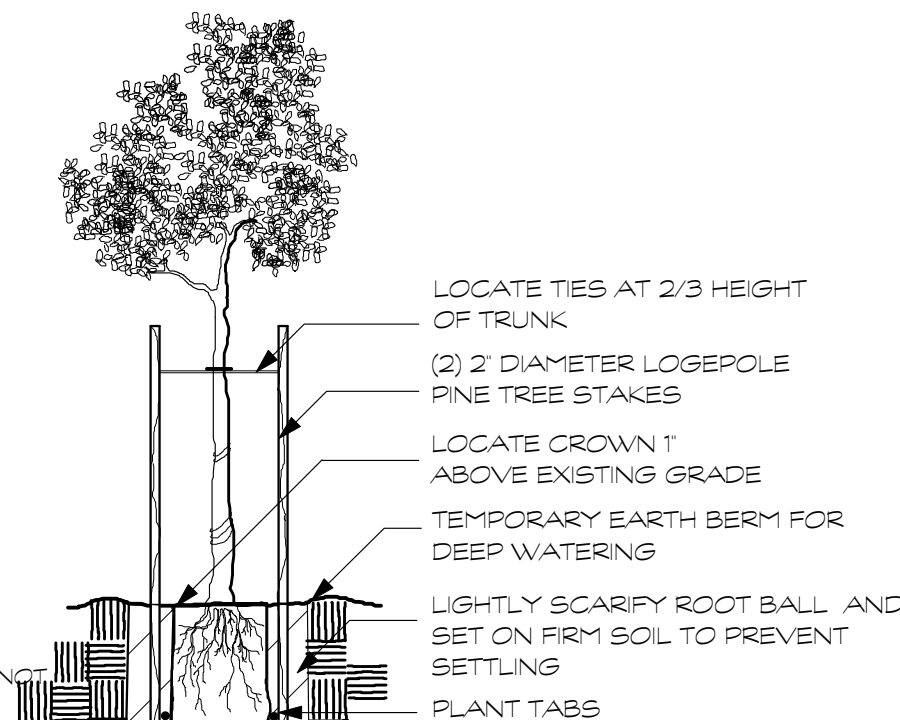 LOCATE TIES AT 2/3 HEIGHT
OF TRUNK
(2) 2" DIAMETER LOGEPOLE
PINE TREE STAKES
LOCATE CROWN 1"
ABOVE EXISTING GRADE
TEMPORARY EARTH BERM FOR
DEEP WATERING
LIGHTLY SCARIFY ROOT BALL AND
SET ON FIRM SOIL TO PREVENT
SETTLING
NOT
PLANT TABS